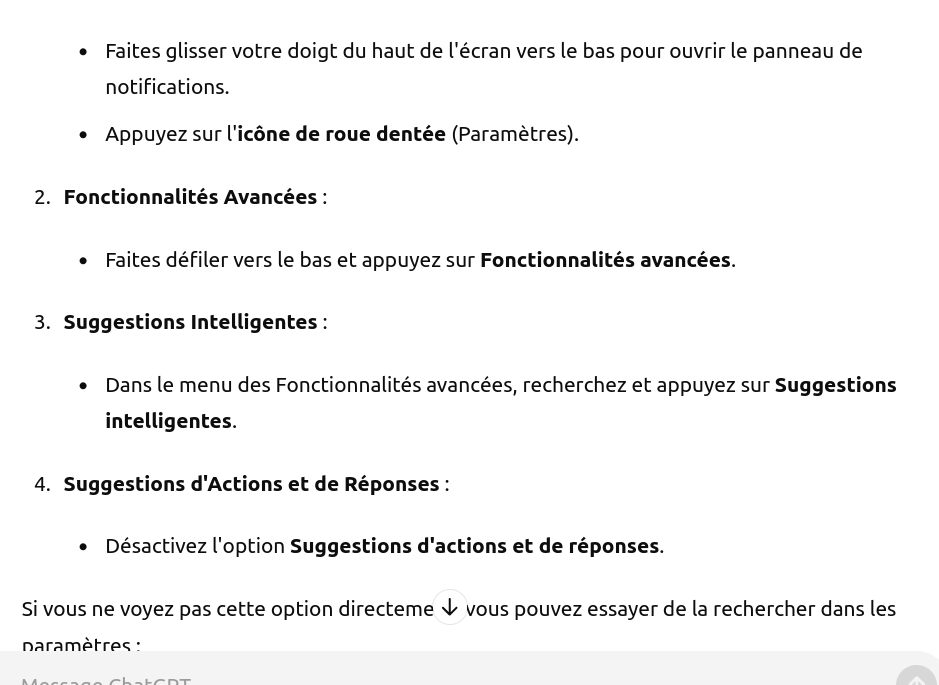 • Faites glisser votre doigt du haut de l'écran vers le bas pour ouvrir le panneau de
notifications.
• Appuyez sur l'icône de roue dentée (Paramètres).
2. Fonctionnalités Avancées :
• Faites défiler vers le bas et appuyez sur Fonctionnalités avancées.
3. Suggestions Intelligentes :
• Dans le menu des Fonctionnalités avancées, recherchez et appuyez sur Suggestions
intelligentes.
4. Suggestions d'Actions et de Réponses :
• Désactivez l'option Suggestions d'actions et de réponses.
Si vous ne voyez pas cette option directeme vous pouvez essayer de la rechercher dans les
paramètres :
Message ChatGPT